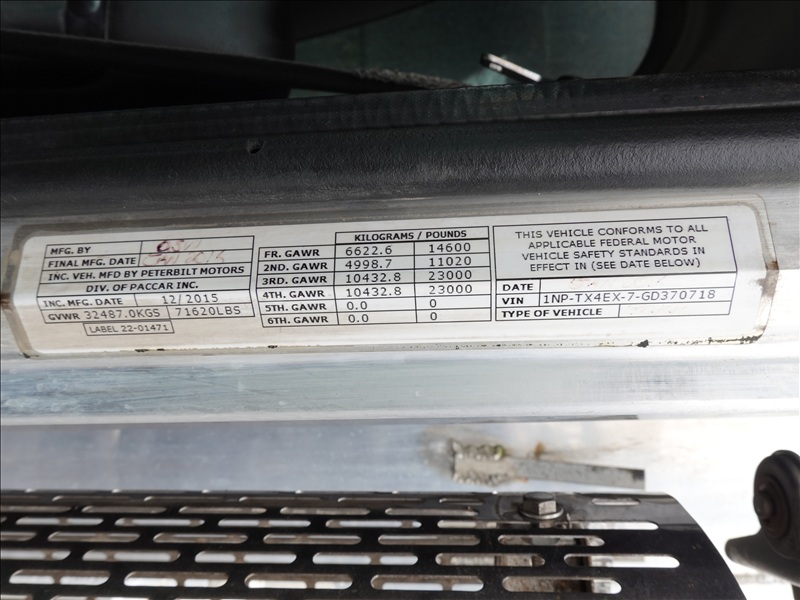 MFG. BY
FINAL MFG. DATE
INC. VEH. MFD BY PETERBILT MOTORS
DIV. OF PACCAR INC.
INC. MFG. DATE 12/2015
GVWR 32487.0KGS 71620LBS
LABEL 22-01471
KILOGRAMS / POUNDS
FR. GAWR 6622.6 14600
2ND. GAWR 4998.7 11020
3RD. GAWR 10432.8 23000
4TH. GAWR 10432.8 23000
5TH. GAWR 0.0 0
6TH. GAWR 0.0 0
THIS VEHICLE CONFORMS TO ALL
APPLICABLE FEDERAL MOTOR
VEHICLE SAFETY STANDARDS IN
EFFECT IN (SEE DATE BELOW)
DATE
VIN 1NP-TX4EX-7-GD370718
TYPE OF VEHICLE